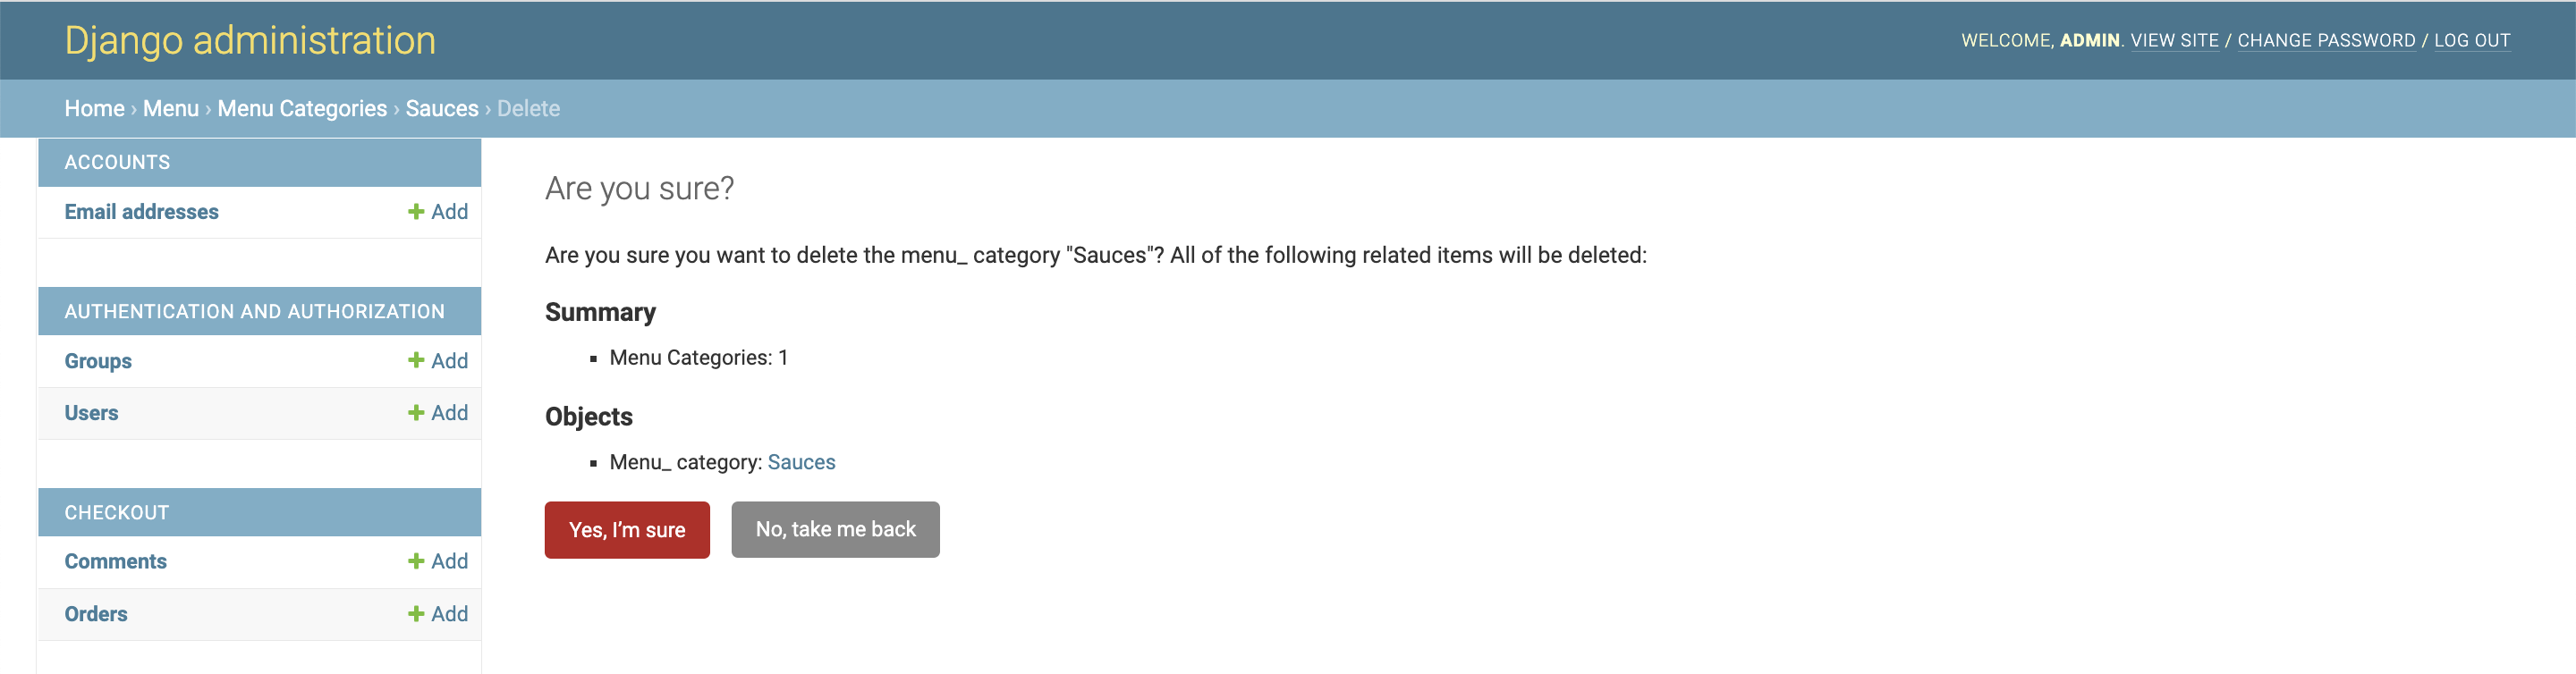 Django administration
WELCOME, ADMIN. VIEW SITE / CHANGE PASSWORD / LOG OUT
Home › Menu › Menu Categories › Sauces › Delete
ACCOUNTS
Email addresses
Add
AUTHENTICATION AND AUTHORIZATION
Groups
Add
Users
Add
CHECKOUT
Comments
Add
Orders
Add
Are you sure?
Are you sure you want to delete the menu_ category "Sauces"? All of the following related items will be deleted:
Summary
Menu Categories: 1
Objects
Menu_ category: Sauces
Yes, I’m sure
No, take me back